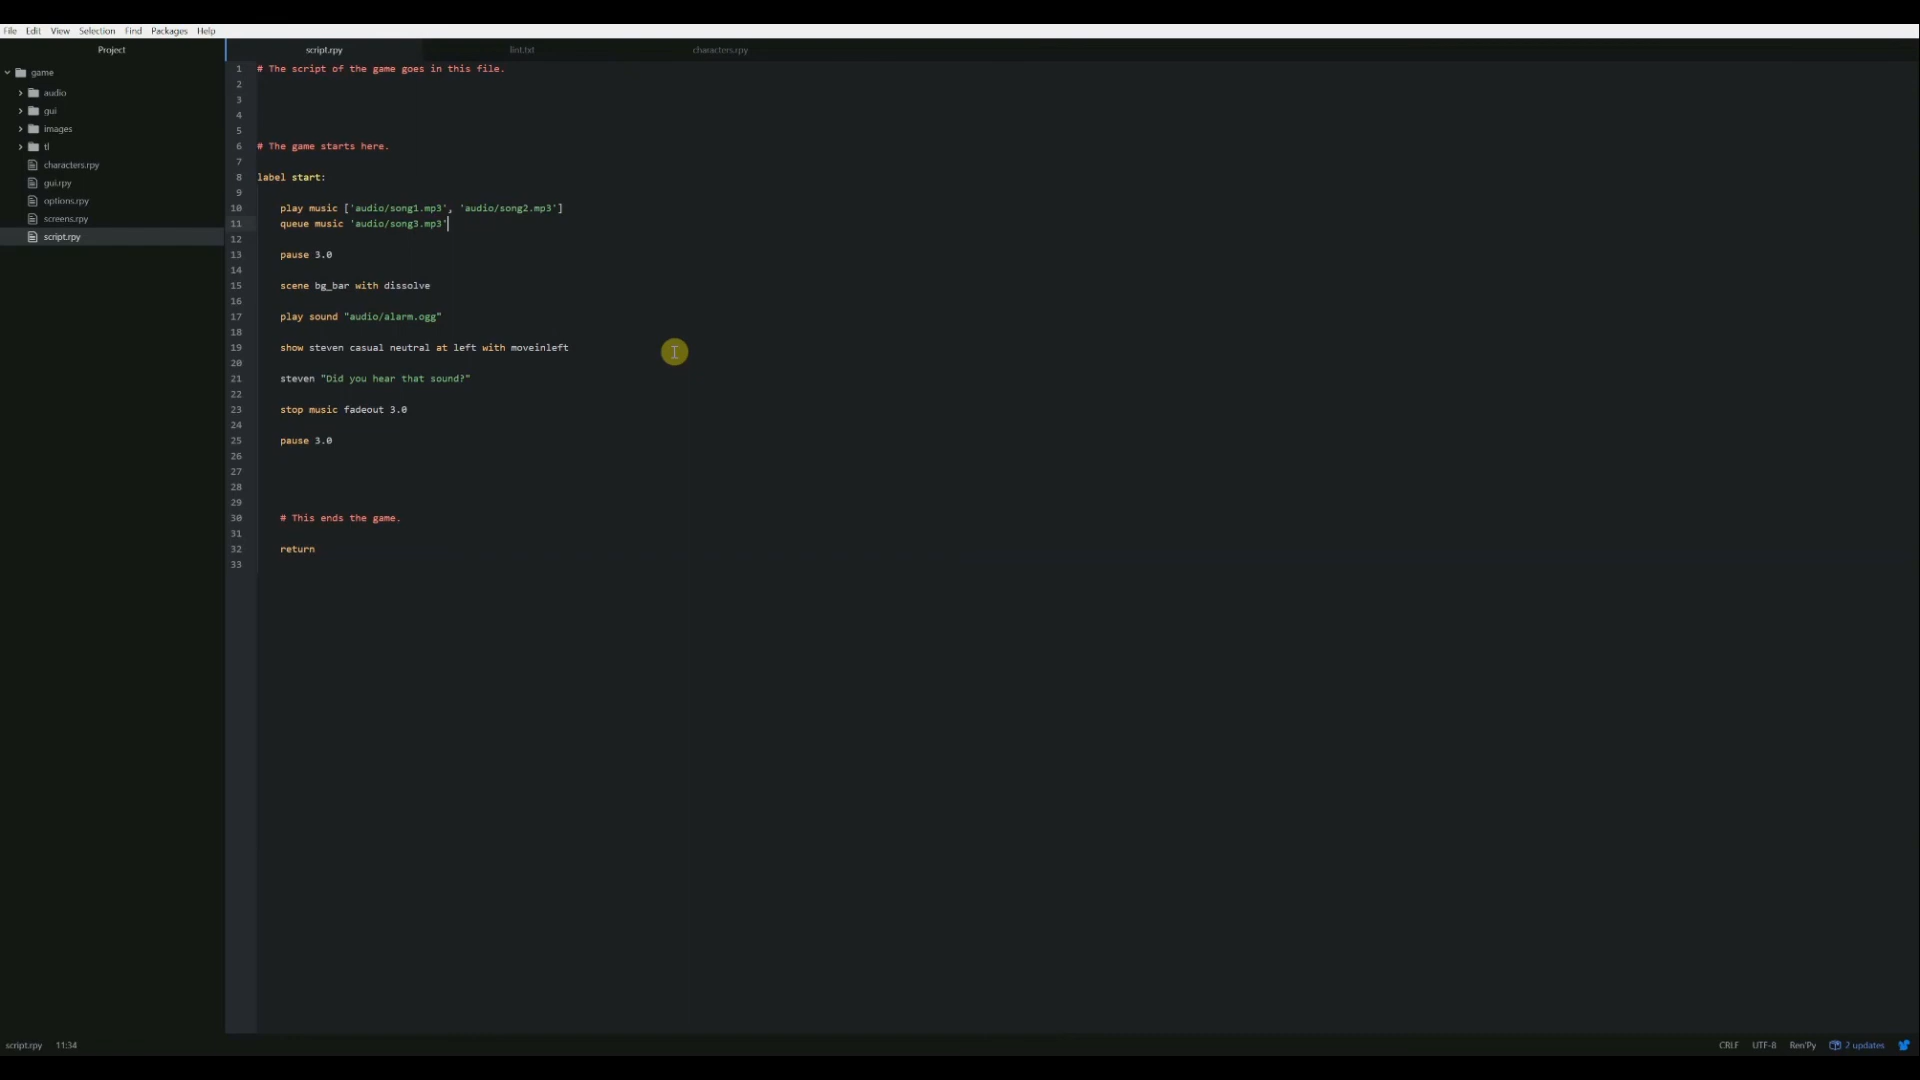 File Edit View Selection Find Packages Help
Project
script.rpy lint.txt characters.rpy
game
audio
gui
images
tl
characters.rpy
gui.rpy
options.rpy
screens.rpy
script.rpy
1 # The script of the game goes in this file.
2
3
4
5
6 # The game starts here.
7
8 label start:
9
10 play music ['audio/song1.mp3', 'audio/song2.mp3']
11 queue music 'audio/song3.mp3'
12
13 pause 3.0
14
15 scene bg_bar with dissolve
16
17 play sound "audio/alarm.ogg"
18
19 show steven casual neutral at left with moveinleft
20
21 steven "Did you hear that sound?"
22
23 stop music fadeout 3.0
24
25 pause 3.0
26
27
28
29
30 # This ends the game.
31
32 return
33
script.rpy 11:34 CRLF UTF-8 Ren'Py 2 updates